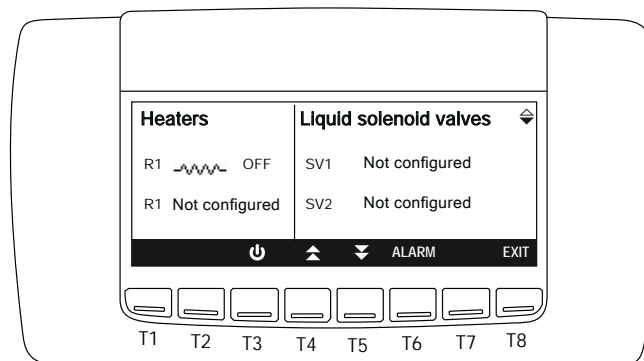 Heaters
R1 OFF
R1 Not configured
Liquid solenoid valves
SV1 Not configured
SV2 Not configured
ALARM EXIT
T1 T2 T3 T4 T5 T6 T7 T8